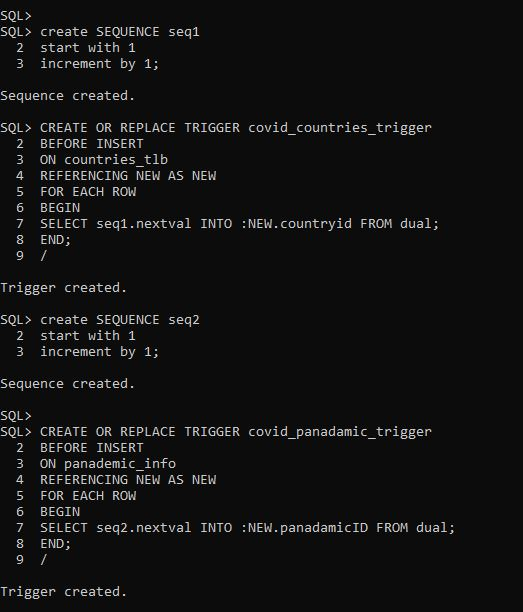 SQL>
SQL> create SEQUENCE seq1
  2  start with 1
  3  increment by 1;
Sequence created.
SQL> CREATE OR REPLACE TRIGGER covid_countries_trigger
  2  BEFORE INSERT
  3  ON countries_tlb
  4  REFERENCING NEW AS NEW
  5  FOR EACH ROW
  6  BEGIN
  7  SELECT seq1.nextval INTO :NEW.countryid FROM dual;
  8  END;
  9  /
Trigger created.
SQL> create SEQUENCE seq2
  2  start with 1
  3  increment by 1;
Sequence created.
SQL>
SQL> CREATE OR REPLACE TRIGGER covid_panadamic_trigger
  2  BEFORE INSERT
  3  ON panademic_info
  4  REFERENCING NEW AS NEW
  5  FOR EACH ROW
  6  BEGIN
  7  SELECT seq2.nextval INTO :NEW.panadamicID FROM dual;
  8  END;
  9  /
Trigger created.